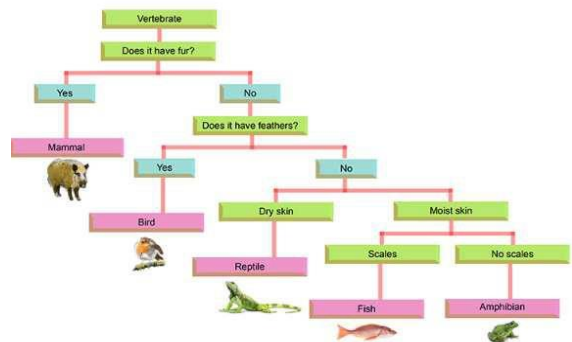 Vertebrate
Does it have fur?
Yes
No
Does it have feathers?
Mammal
Yes
No
Bird
Dry skin
Moist skin
Reptile
Scales
No scales
Fish
Amphibian